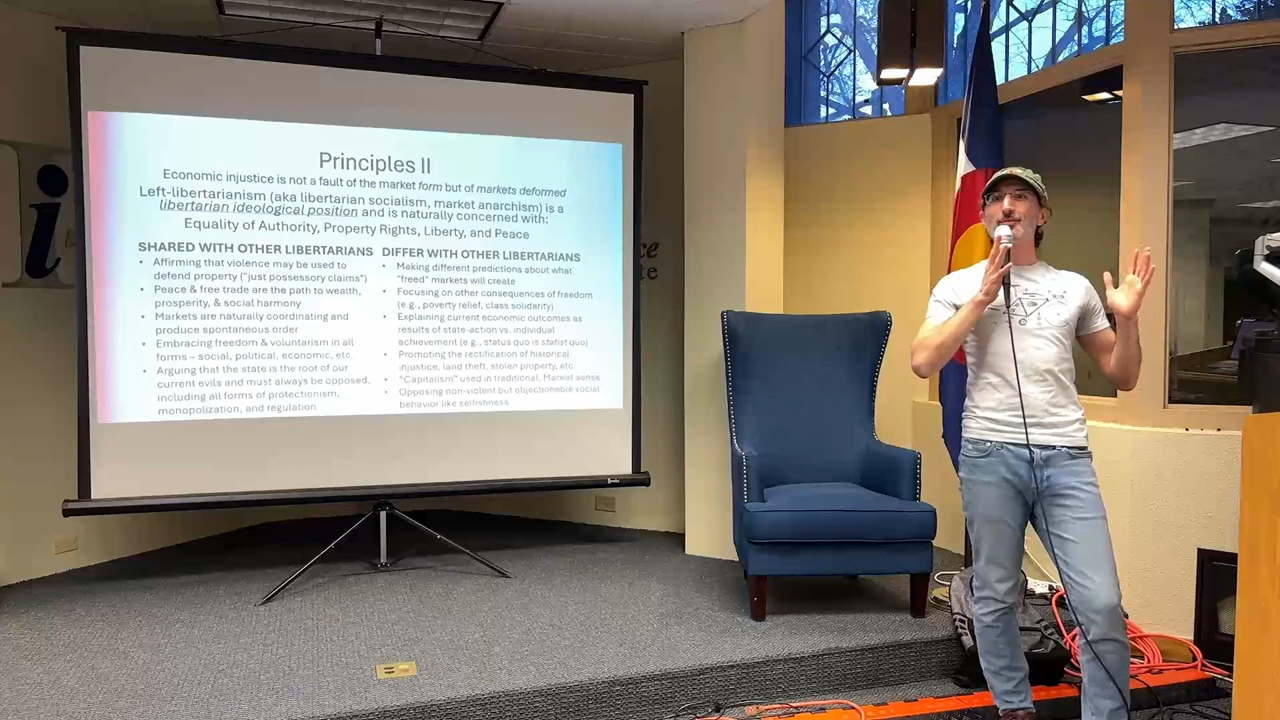 Principles II
Economic injustice is not a fault of the market form but of markets deformed
Left-libertarianism (aka libertarian socialism, market anarchism) is a
libertarian ideological position and is naturally concerned with:
Equality of Authority, Property Rights, Liberty, and Peace
SHARED WITH OTHER LIBERTARIANS
• Affirming that violence may be used to
defend property ("just possessory claims")
• Peace & free trade are the path to wealth,
prosperity, & social harmony
• Markets are naturally coordinating and
produce spontaneous order
• Embracing freedom & voluntarism in all
forms – social, political, economic, etc
• Arguing that the state is the root of our
current evils and must always be opposed,
including all forms of protectionism,
monopolization, and regulation
DIFFER WITH OTHER LIBERTARIANS
• Making different predictions about what
"freed" markets will create
• Focusing on other consequences of freedom
(e.g., poverty relief, class solidarity)
• Explaining current economic outcomes as
results of state-action vs. individual
achievement (e.g., status quo is statist quo)
• Promoting the rectification of historical
injustice, land theft, stolen property, etc
• "Capitalism" used in traditional, Marxist sense
• Opposing non-violent but objectionable social
behavior like selfishness